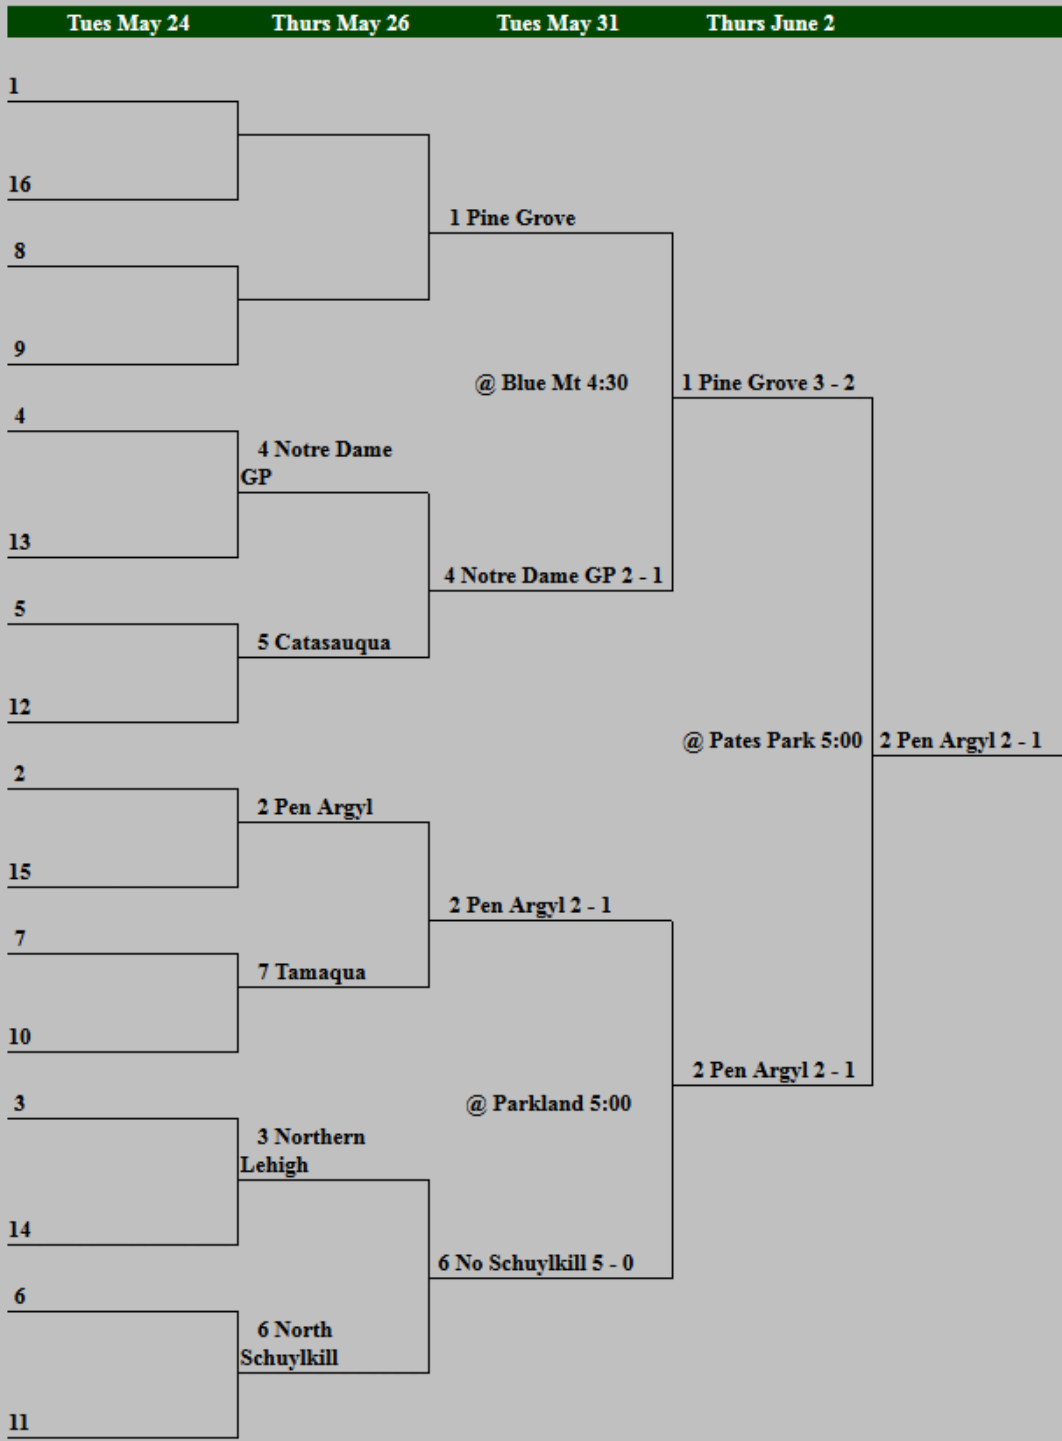 Tues May 24 Thurs May 26 Tues May 31 Thurs June 2
1
16
1 Pine Grove
8
9
@ Blue Mt 4:30 1 Pine Grove 3 - 2
4
4 Notre Dame
GP
13
4 Notre Dame GP 2 - 1
5
5 Catasauqua
12
@ Pates Park 5:00 2 Pen Argyl 2 - 1
2
2 Pen Argyl
15
2 Pen Argyl 2 - 1
7
7 Tamaqua
10
2 Pen Argyl 2 - 1
3
@ Parkland 5:00
3 Northern
Lehigh
14
6 No Schuylkill 5 - 0
6
6 North
Schuylkill
11